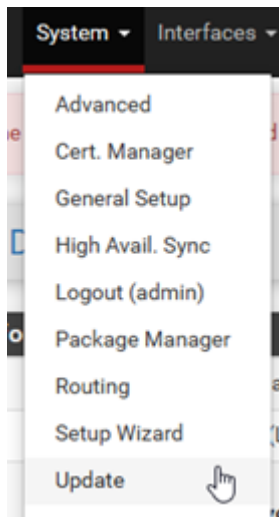 System Interfaces
Advanced
Cert. Manager
General Setup
High Avail. Sync
Logout (admin)
Package Manager
Routing
Setup Wizard
Update